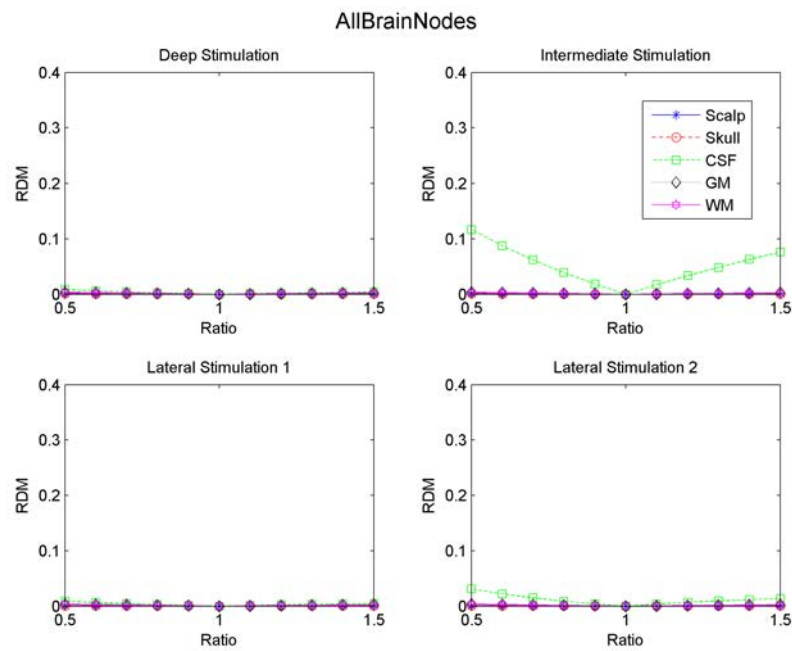 AllBrainNodes
Deep Stimulation
0.4
0.3
0.2
0.1
0
RDM
0.5
1
1.5
Ratio
Intermediate Stimulation
0.4
0.3
0.2
0.1
0
RDM
Scalp
Skull
CSF
GM
WM
0.5
1
1.5
Ratio
Lateral Stimulation 1
0.4
0.3
0.2
0.1
0
RDM
0.5
1
1.5
Ratio
Lateral Stimulation 2
0.4
0.3
0.2
0.1
0
RDM
0.5
1
1.5
Ratio